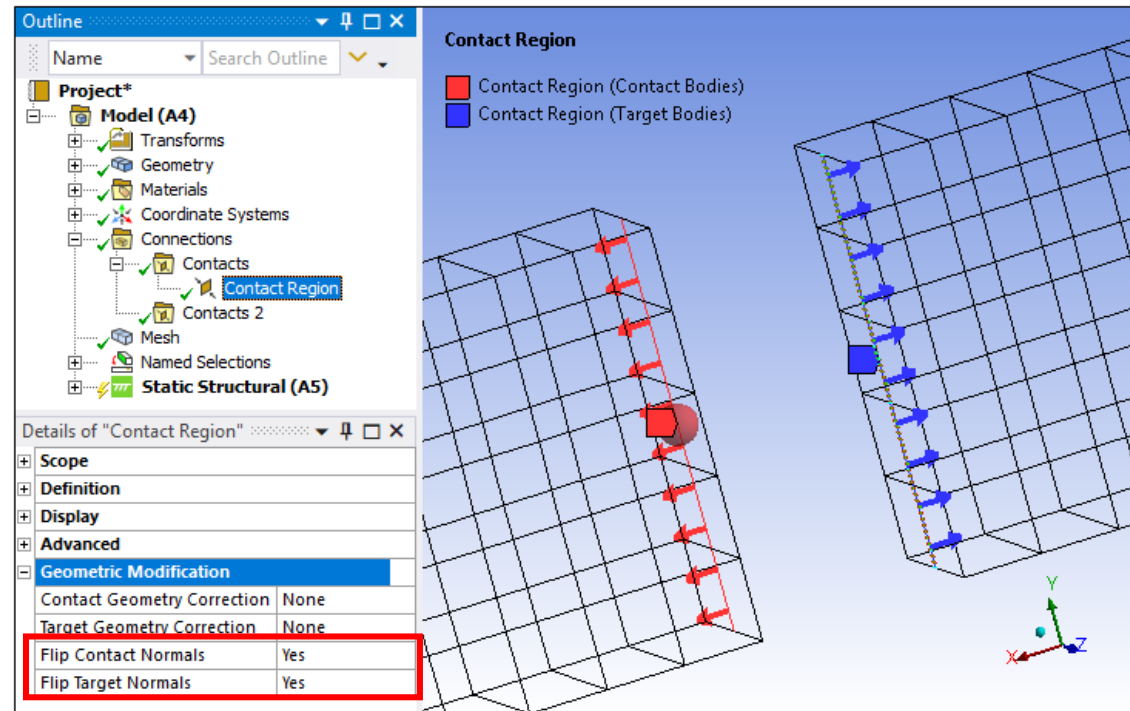 Outline
Name
Search Outline
Project*
Model (A4)
Transforms
Geometry
Materials
Coordinate Systems
Connections
Contacts
Contact Region
Contacts 2
Mesh
Named Selections
Static Structural (A5)
Details of "Contact Region"
Scope
Definition
Display
Advanced
Geometric Modification
Contact Geometry Correction None
Target Geometry Correction None
Flip Contact Normals Yes
Flip Target Normals Yes
Contact Region
Contact Region (Contact Bodies)
Contact Region (Target Bodies)
Y
X
Z